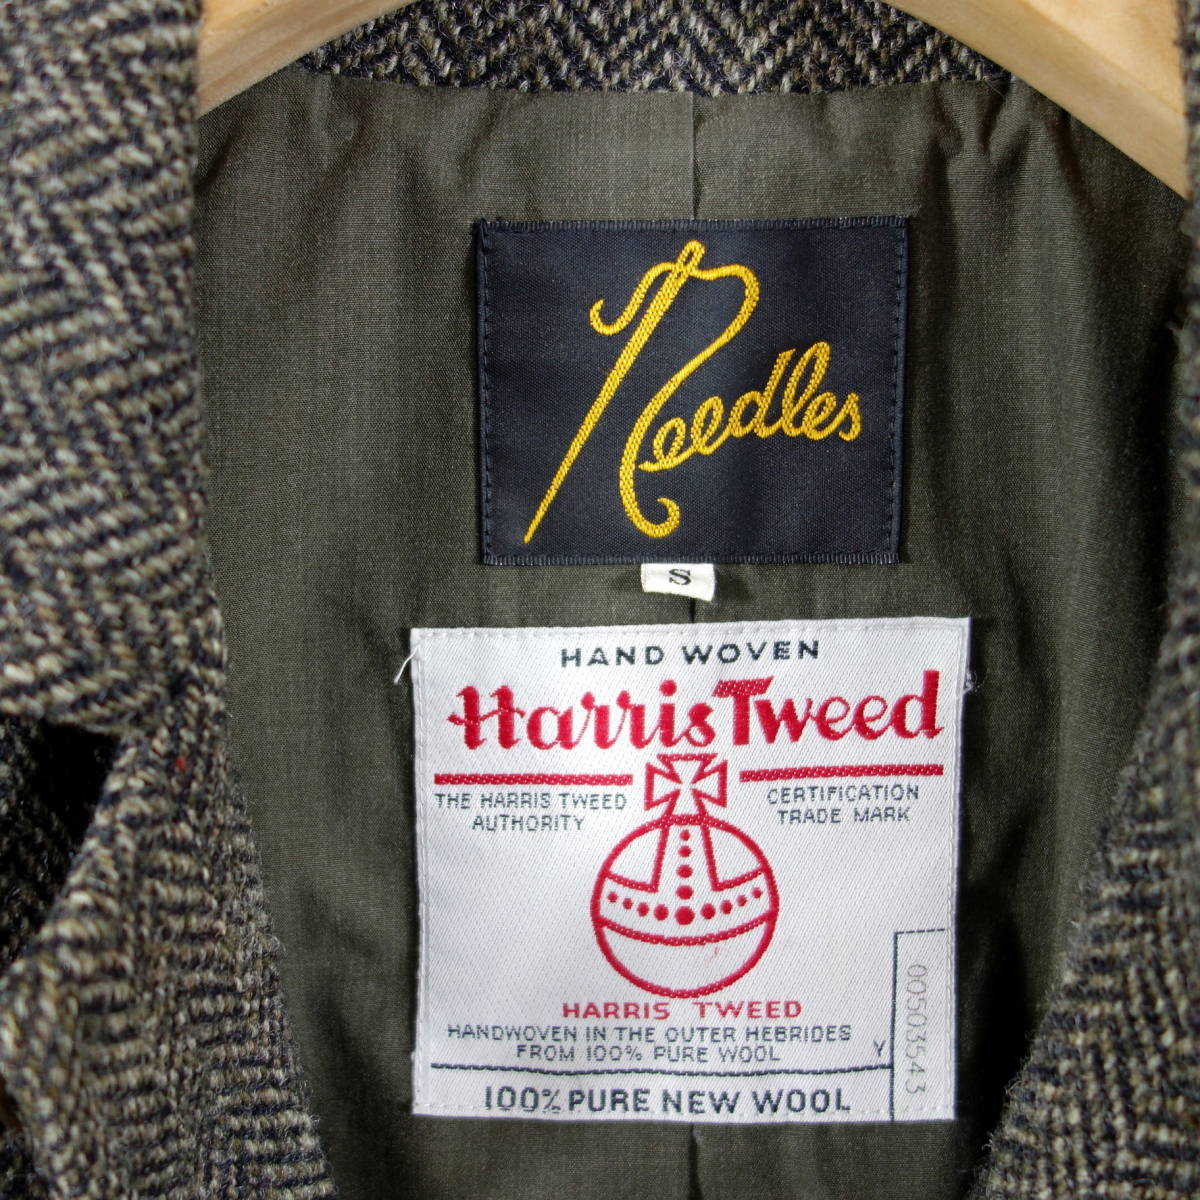 Needles
S
HAND WOVEN
Harris Tweed
THE HARRIS TWEED
AUTHORITY
CERTIFICATION
TRADE MARK
HARRIS TWEED
HANDWOVEN IN THE OUTER HEBRIDES
FROM 100% PURE WOOL
Y
005035543
100% PURE NEW WOOL